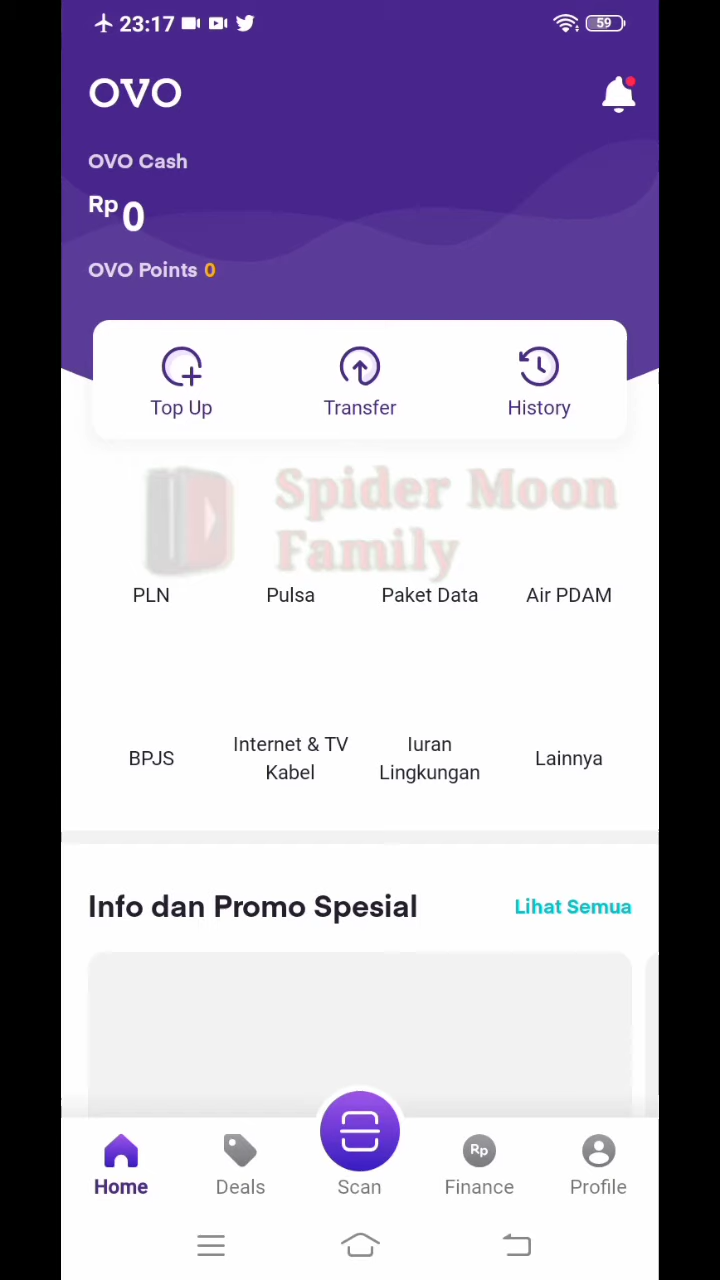 23:17
59
OVO
OVO Cash
Rp 0
OVO Points 0
Top Up
Transfer
History
Spider Moon
Family
PLN
Pulsa
Paket Data
Air PDAM
BPJS
Internet & TV
Kabel
Iuran
Lingkungan
Lainnya
Info dan Promo Spesial
Lihat Semua
Rp
Home
Deals
Scan
Finance
Profile